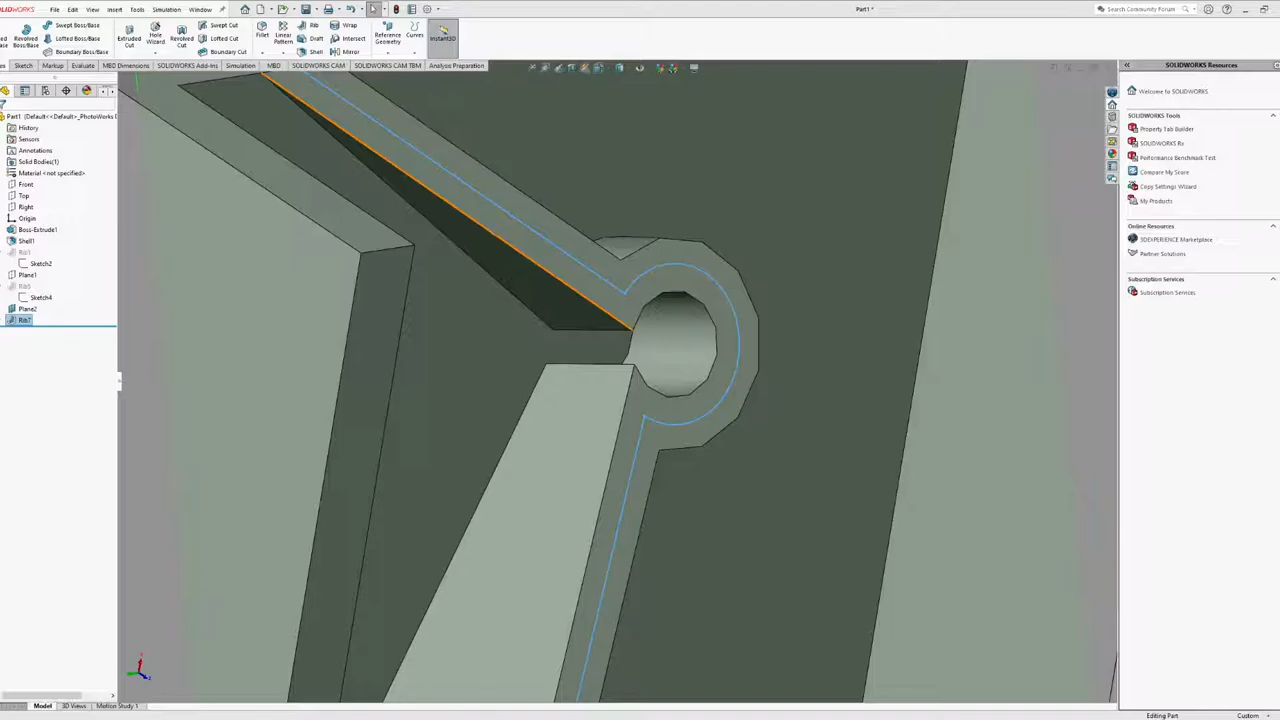 SOLIDWORKS File Edit View Insert Tools Simulation Window Part1 * Search Community Forum
Revolved Boss/Base
Swept Boss/Base
Lofted Boss/Base
Boundary Boss/Base
Extruded Cut
Hole Wizard
Revolved Cut
Swept Cut
Lofted Cut
Boundary Cut
Fillet
Linear Pattern
Rib
Draft
Shell
Wrap
Intersect
Mirror
Reference Geometry
Curves
Instant3D
Sketch Markup Evaluate MBD Dimensions SOLIDWORKS Add-Ins Simulation MBD SOLIDWORKS CAM SOLIDWORKS CAM TBM Analysis Preparation
Part1 (Default<<Default>_PhotoWorks D
History
Sensors
Annotations
Solid Bodies(1)
Material <not specified>
Front
Top
Right
Origin
Boss-Extrude1
Shell1
Sketch2
Plane1
Sketch4
Plane2
Rib7
SOLIDWORKS Resources
Welcome to SOLIDWORKS
SOLIDWORKS Tools
Property Tab Builder
SOLIDWORKS Rx
Performance Benchmark Test
Compare My Score
Copy Settings Wizard
My Products
Online Resources
3DEXPERIENCE Marketplace
Partner Solutions
Subscription Services
Subscription Services
Model 3D Views Motion Study 1
Editing Part Custom